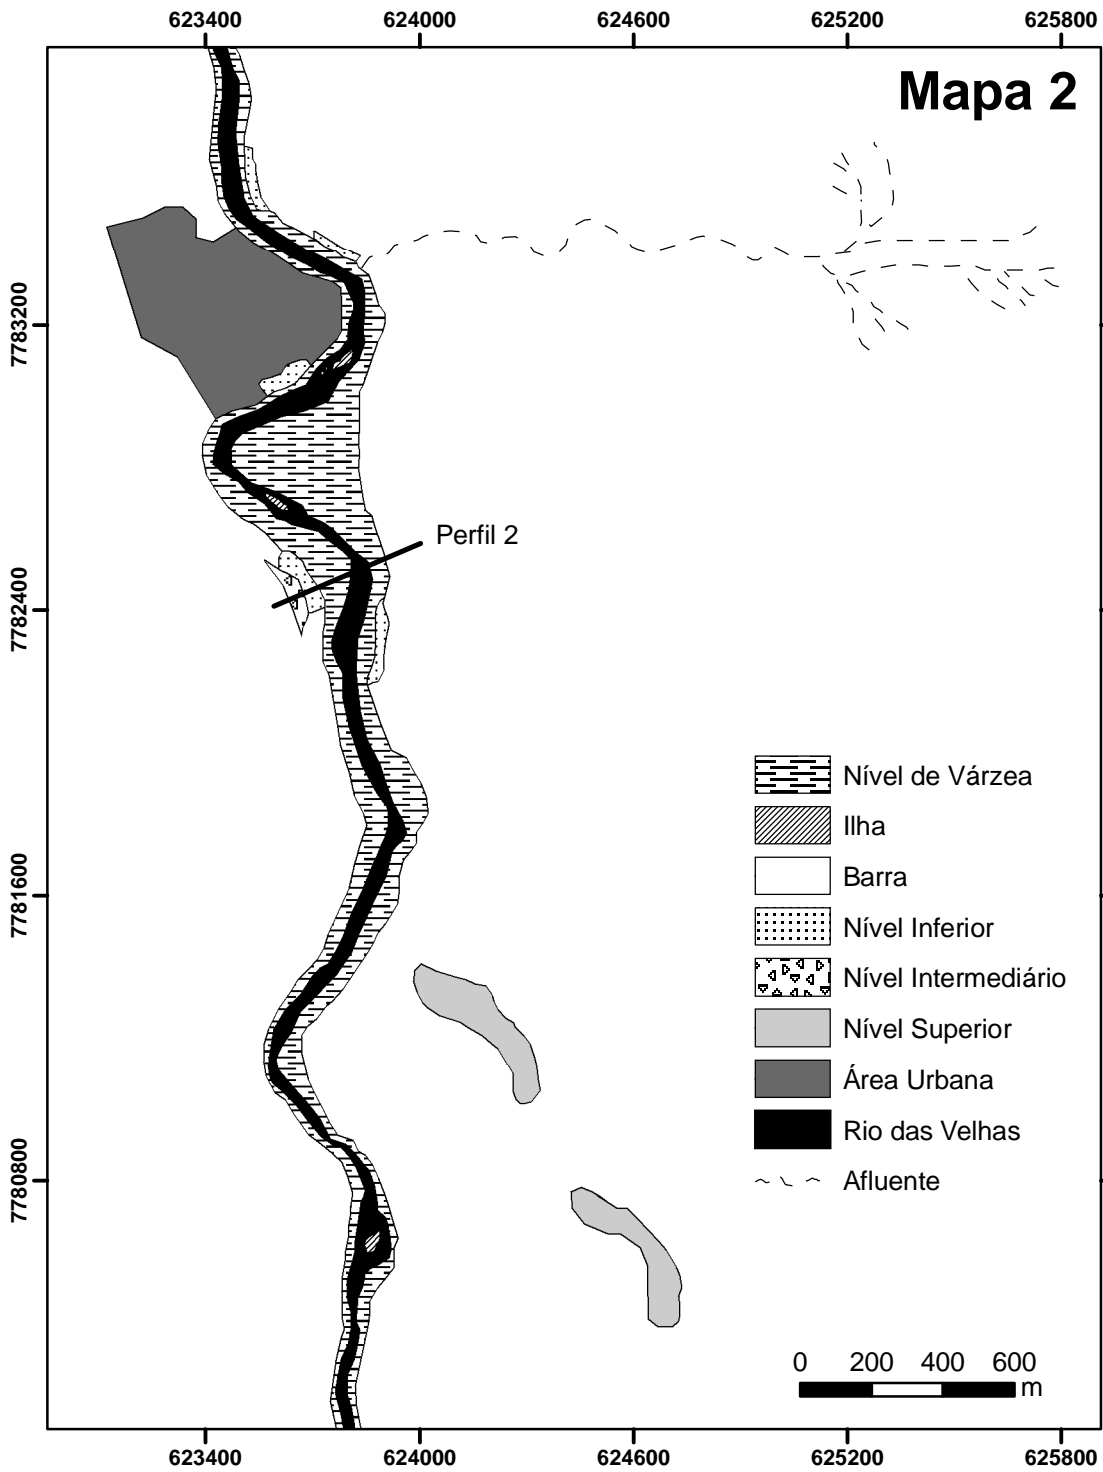 623400 624000 624600 625200 625800
Mapa 2
7783200
Perfil 2
7782400
Nível de Várzea
Ilha
Barra
7781600
Nível Inferior
Nível Intermediário
Nível Superior
Área Urbana
Rio das Velhas
7780800
Afluente
0 200 400 600
m
623400 624000 624600 625200 625800